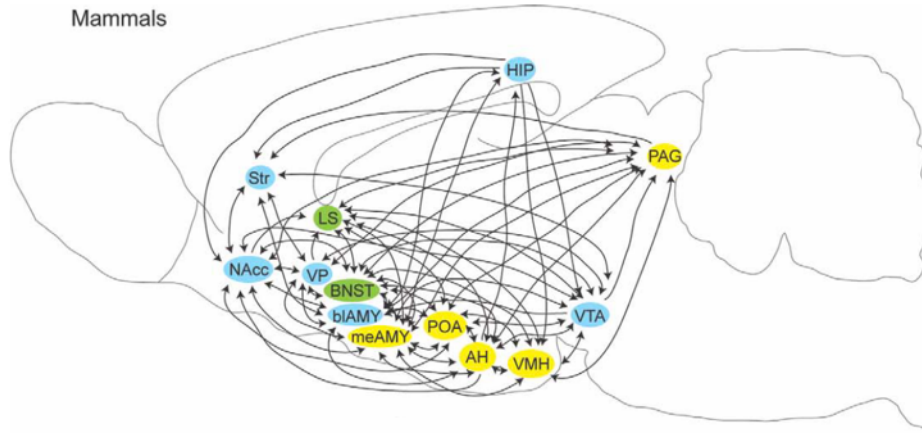 Mammals
HIP
PAG
Str
LS
NAcc
VP
BNST
blAMY
VTA
POA
meAMY
AH
VMH